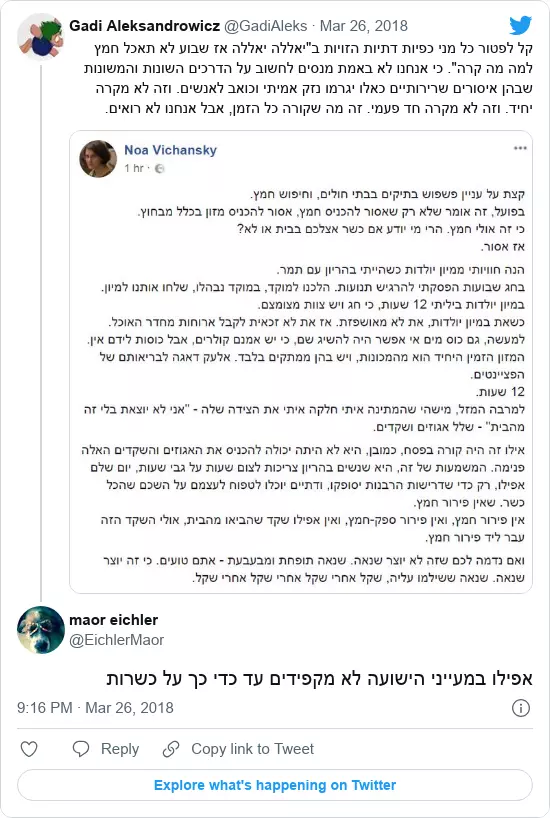 Gadi Aleksandrowicz @GadiAleks · Mar 26, 2018
קל לפטור כל מני כפיות דתיות הזויות ב"יאללה יאללה אז שבוע לא תאכל חמץ
למה מה קרה". כי אנחנו לא באמת מנסים לחשוב על הדרכים השונות והמשונות
שבהן איסורים שרירותיים כאלו יגרמו נזק אמיתי וכואב לאנשים. וזה לא מקרה
יחיד. וזה לא מקרה חד פעמי. זה מה שקורה כל הזמן, אבל אנחנו לא רואים.
Noa Vichansky
1 hr ·
קצת על עניין פשפוש בתיקים בבתי חולים, וחיפוש חמץ.
בפועל, זה אומר שלא רק שאסור להכניס חמץ, אסור להכניס מזון בכלל מבחוץ.
כי זה אולי חמץ. הרי מי יודע אם כשר אצלכם בבית או לא?
אז אסור.
הנה חוויותי ממיון יולדות כשהייתי בהריון עם תמר.
בחג שבועות הפסקתי להרגיש תנועות. הלכנו למוקד, במוקד נבהלו, שלחו אותנו למיון.
במיון יולדות ביליתי 12 שעות, כי חג ויש צוות מצומצם.
כשאת במיון יולדות, את לא מאושפזת. אז את לא זכאית לקבל ארוחות מחדר האוכל.
למעשה, גם כוס מים אי אפשר היה להשיג שם, כי יש אמנם קולרים, אבל כוסות לידם אין.
המזון הזמין היחיד הוא מהמכונות, ויש בהן ממתקים בלבד. אלעק דאגה לבריאותם של
הפציינטים.
12 שעות.
למרבה המזל, מישהי שהמתינה איתי חלקה איתי את הצידה שלה - "אני לא יוצאת בלי זה
מהבית" - שלל אגוזים ושקדים.
אילו זה היה קורה בפסח, כמובן, היא לא היתה יכולה להכניס את האגוזים והשקדים האלה
פנימה. המשמעות של זה, היא שנשים בהריון צריכות לצום שעות על גבי שעות, יום שלם
אפילו, רק כדי שדרישות הרבנות יסופקו, ודתיים יוכלו לטפוח לעצמם על השכם שהכל
כשר. שאין פירור חמץ.
אין פירור חמץ, ואין פירור ספק-חמץ, ואין אפילו שקד שהביאו מהבית, אולי השקד הזה
עבר ליד פירור חמץ.
ואם נדמה לכם שזה לא יוצר שנאה. שנאה תופחת ומבעבעת - אתם טועים. כי זה יוצר
שנאה. שנאה ששילמו עליה, שקל אחרי שקל אחרי שקל אחרי שקל.
maor eichler
@EichlerMaor
אפילו במעייני הישועה לא מקפידים עד כדי כך על כשרות
9:16 PM · Mar 26, 2018
Reply
Copy link to Tweet
Explore what's happening on Twitter